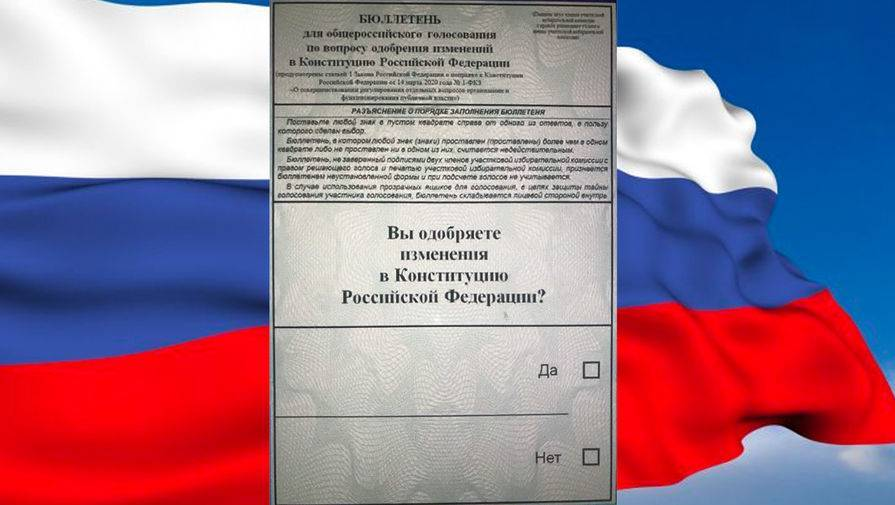 БЮЛЛЕТЕНЬ
для общероссийского голосования
по вопросу одобрения изменений
в Конституцию Российской Федерации
(предусмотрены статьей 1 Закона Российской Федерации о поправке к Конституции
Российской Федерации от 14 марта 2020 года № 1-ФКЗ
«О совершенствовании регулирования отдельных вопросов организации и
функционирования публичной власти»)
РАЗЪЯСНЕНИЕ О ПОРЯДКЕ ЗАПОЛНЕНИЯ БЮЛЛЕТЕНЯ
Поставьте любой знак в пустом квадрате справа от одного из ответов, в пользу
которого сделан выбор.
Бюллетень, в котором любой знак (знаки) проставлен (проставлены) более чем в одном
квадрате либо не проставлен ни в одном из них, считается недействительным.
Бюллетень, не заверенный подписями двух членов участковой избирательной комиссии с
правом решающего голоса и печатью участковой избирательной комиссии, признается
бюллетенем неустановленной формы и при подсчете голосов не учитывается.
В случае использования прозрачных ящиков для голосования, в целях защиты тайны
голосования участника голосования, бюллетень складывается лицевой стороной внутрь
Вы одобряете
изменения
в Конституцию
Российской Федерации?
Да
Нет